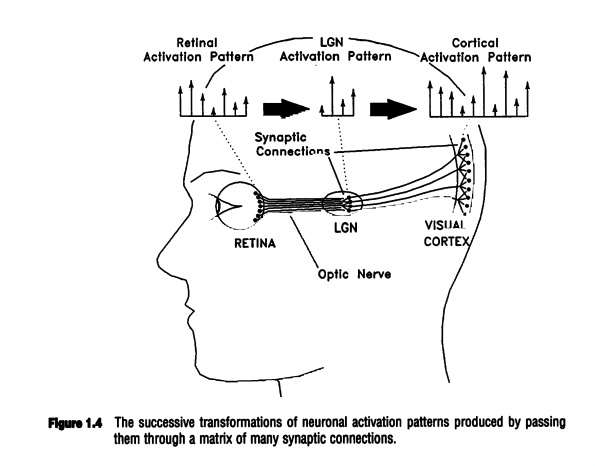 Retinal
Activation Pattern
LGN
Activation Pattern
Cortical
Activation Pattern
Synaptic
Connections
RETINA
LGN
VISUAL
CORTEX
Optic Nerve
Figure 1.4 The successive transformations of neuronal activation patterns produced by passing
them through a matrix of many synaptic connections.